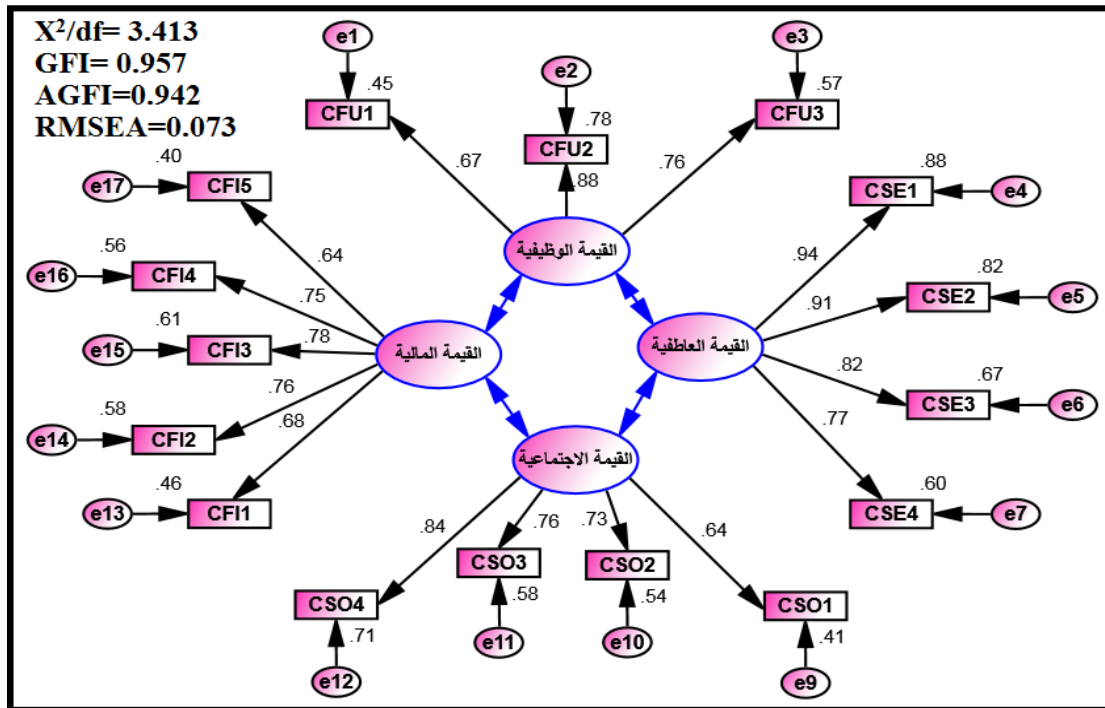 X²/df= 3.413
GFI= 0.957
AGFI=0.942
RMSEA=0.073
e1
.45
CFU1
.67
e2
.78
CFU2
.88
e3
.57
CFU3
.76
.40
e17
CFI5
.64
.56
e16
CFI4
.75
.61
e15
CFI3
.78
.58
e14
CFI2
.76
.46
e13
CFI1
.68
القيمة الوظيفية
القيمة المالية
القيمة العاطفية
القيمة الاجتماعية
.88
CSE1
e4
.94
.82
CSE2
e5
.91
.67
CSE3
e6
.82
.60
CSE4
e7
.77
.84
CSO4
.71
e12
.76
CSO3
.58
e11
.73
CSO2
.54
e10
.64
CSO1
.41
e9